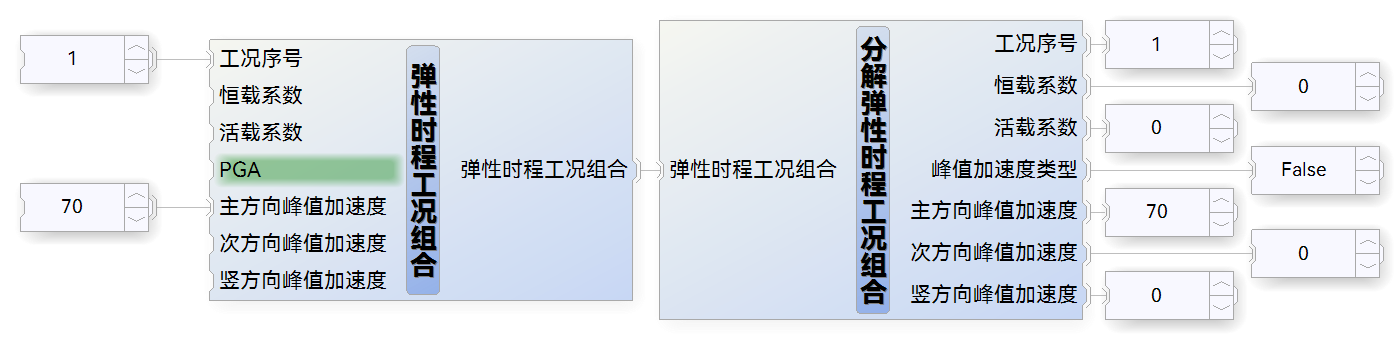 1
70
工况序号
恒载系数
活载系数
PGA
主方向峰值加速度
次方向峰值加速度
竖方向峰值加速度
弹性时程工况组合
弹性时程工况组合
弹性时程工况组合
分解弹性时程工况组合
工况序号
恒载系数
活载系数
峰值加速度类型
主方向峰值加速度
次方向峰值加速度
竖方向峰值加速度
1
0
0
False
70
0
0